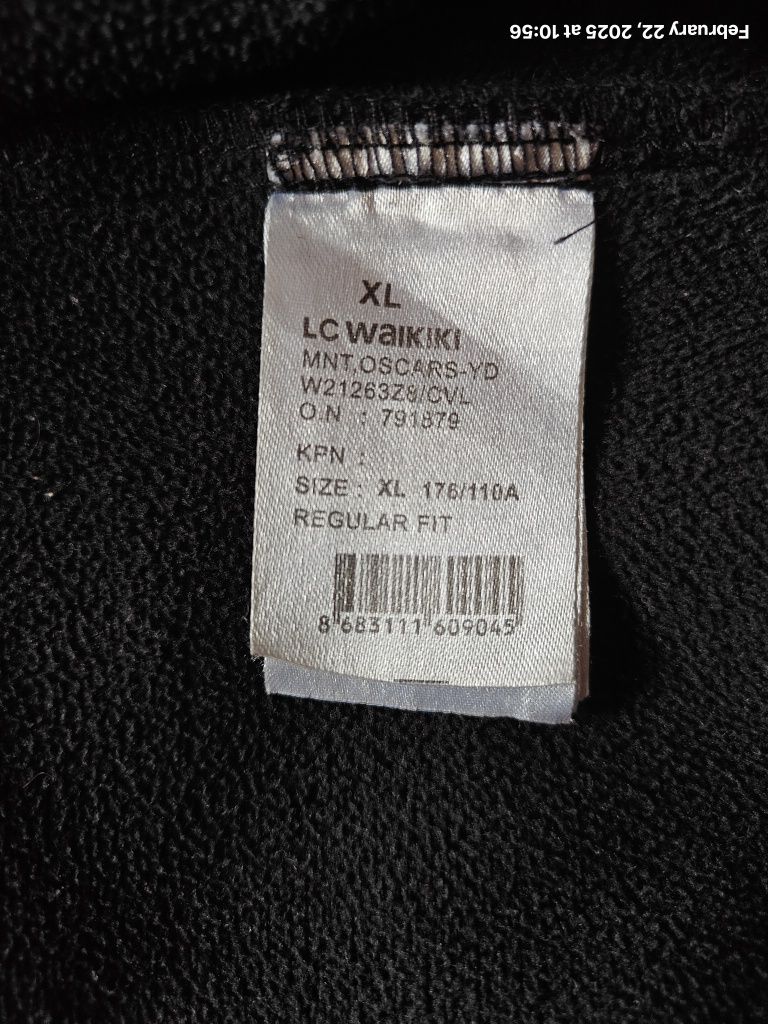 February 22, 2025 at 10:56
XL
LC WAIKIKI
MNT.OSCARS-YD
W21263Z8/CVL
O.N : 791879
KPN :
SIZE : XL 176/110A
REGULAR FIT
8 683111 609045